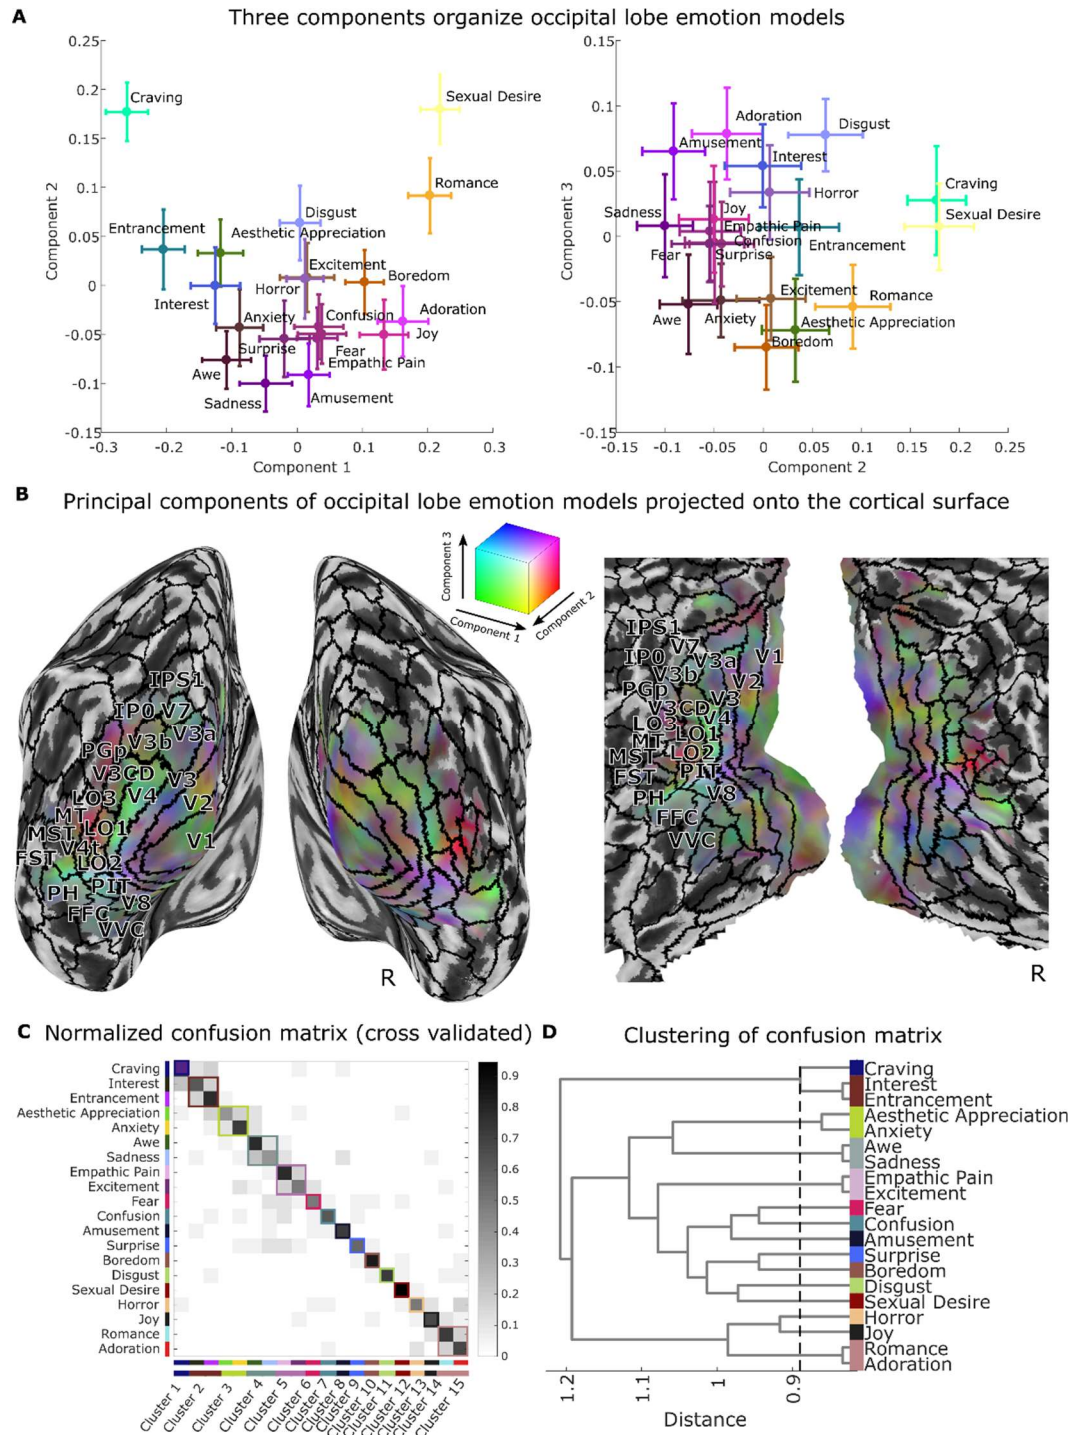 A
Three components organize occipital lobe emotion models
0.25
0.2
0.15
0.1
0.05
0
-0.05
-0.1
-0.15
Component 2
-0.3
-0.2
-0.1
0
0.1
0.2
0.3
Component 1
Craving
Sexual Desire
Romance
Disgust
Entrancement
Aesthetic Appreciation
Excitement
Boredom
Interest
Horror
Adoration
Anxiety
Confusion
Joy
Surprise
Fear
Awe
Empathic Pain
Sadness
Amusement
0.15
0.1
0.05
0
-0.05
-0.1
-0.15
Component 3
-0.15
-0.1
-0.05
0
0.05
0.1
0.15
0.2
0.25
Component 2
Adoration
Disgust
Amusement
Interest
Horror
Craving
Sadness
Joy
Sexual Desire
Empathic Pain
Confusion
Entrancement
Fear
Surprise
Excitement
Romance
Awe
Anxiety
Aesthetic Appreciation
Boredom
B
Principal components of occipital lobe emotion models projected onto the cortical surface
Component 3
Component 1
Component 2
IPS1
IP0 V7
V3b V3a
PGp
V3CD V3
LO3 V4 V2
MT
MST LO1 V1
V4t
FST LO2
PH PIT
V8
FFC
VVC
R
IPS1
V7
IP0 V3a V1
V3b V2
PGp
V3CD V3
LO3 V4
MT LO1
MST LO2
FST PIT
PH V8
FFC
VVC
R
C Normalized confusion matrix (cross validated)
Craving
Interest
Entrancement
Aesthetic Appreciation
Anxiety
Awe
Sadness
Empathic Pain
Excitement
Fear
Confusion
Amusement
Surprise
Boredom
Disgust
Sexual Desire
Horror
Joy
Romance
Adoration
Cluster 1
Cluster 2
Cluster 3
Cluster 4
Cluster 5
Cluster 6
Cluster 7
Cluster 8
Cluster 9
Cluster 10
Cluster 11
Cluster 12
Cluster 13
Cluster 14
Cluster 15
0.9
0.8
0.7
0.6
0.5
0.4
0.3
0.2
0.1
0
D
Clustering of confusion matrix
Craving
Interest
Entrancement
Aesthetic Appreciation
Anxiety
Awe
Sadness
Empathic Pain
Excitement
Fear
Confusion
Amusement
Surprise
Boredom
Disgust
Sexual Desire
Horror
Joy
Romance
Adoration
1.2
1.1
1
0.9
Distance